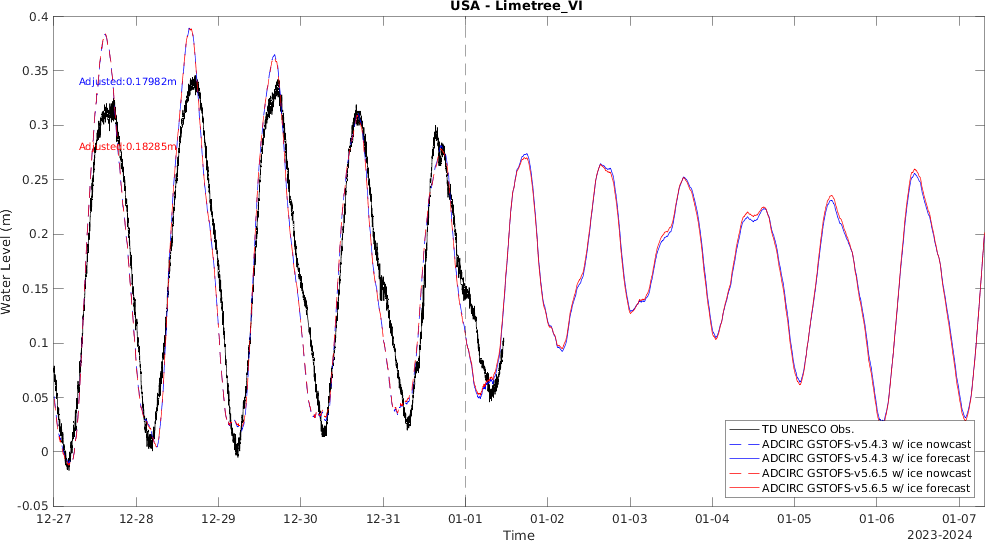 USA - Limetree_VI
0.4
0.35
Adjusted:0.17982m
0.3
Adjusted:0.18285m
0.25
0.2
0.15
0.1
0.05
0
-0.05
Water Level (m)
TD UNESCO Obs.
ADCIRC GSTOFS-v5.4.3 w/ ice nowcast
ADCIRC GSTOFS-v5.4.3 w/ ice forecast
ADCIRC GSTOFS-v5.6.5 w/ ice nowcast
ADCIRC GSTOFS-v5.6.5 w/ ice forecast
12-27 12-28 12-29 12-30 12-31 01-01 01-02 01-03 01-04 01-05 01-06 01-07
Time
2023-2024